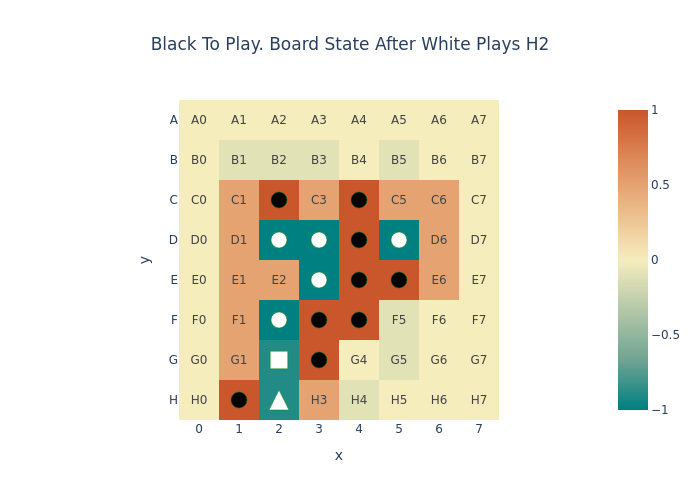 Black To Play. Board State After White Plays H2
A A0 A1 A2 A3 A4 A5 A6 A7
B B0 B1 B2 B3 B4 B5 B6 B7
C C0 C1 C3 C5 C6 C7
D D0 D1 D6 D7
E E0 E1 E2 E6 E7
F F0 F1 F5 F6 F7
G G0 G1 G4 G5 G6 G7
H H0 H3 H4 H5 H6 H7
0 1 2 3 4 5 6 7
x
y
1
0.5
0
−0.5
−1